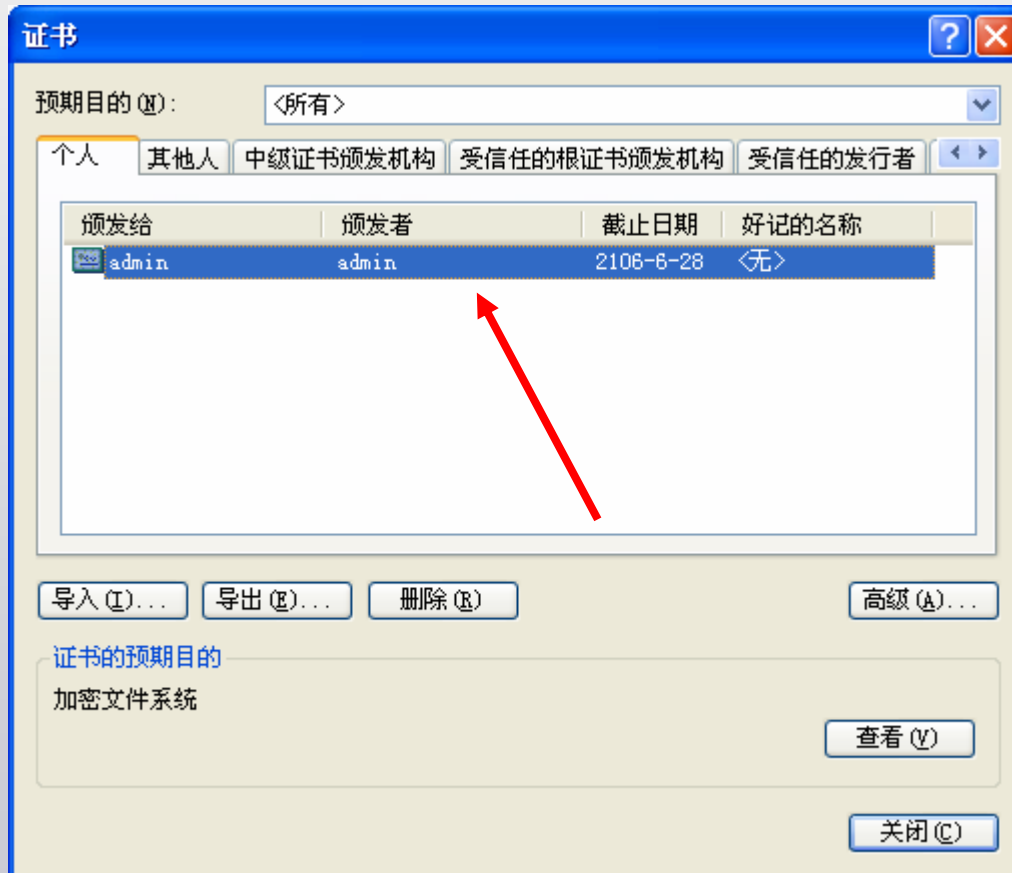 证书
预期目的(N): <所有>
个人 其他人 中级证书颁发机构 受信任的根证书颁发机构 受信任的发行者
颁发给 颁发者 截止日期 好记的名称
admin admin 2106-6-28 <无>
导入(I)... 导出(E)... 删除(R) 高级(A)...
证书的预期目的
加密文件系统
查看(V)
关闭(C)